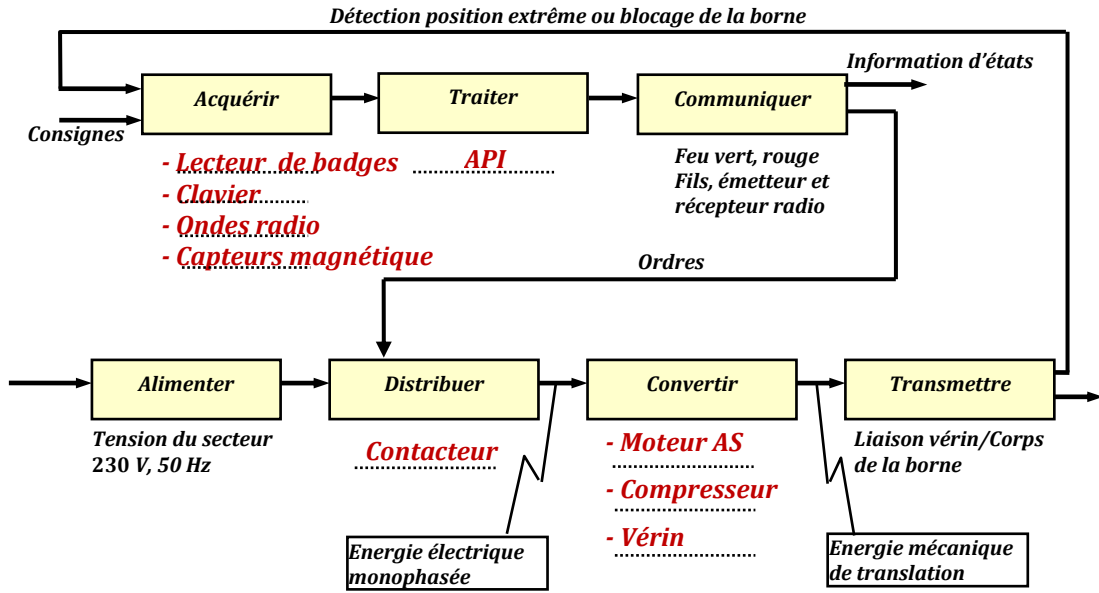 Détection position extrême ou blocage de la borne
Information d'états
Acquérir
Traiter
Communiquer
Consignes
- Lecteur de badges
- Clavier
- Ondes radio
- Capteurs magnétique
API
Feu vert, rouge
Fils, émetteur et
récepteur radio
Ordres
Alimenter
Distribuer
Convertir
Transmettre
Tension du secteur
230 V, 50 Hz
Contacteur
- Moteur AS
- Compresseur
- Vérin
Liaison vérin/Corps
de la borne
Energie électrique
monophasée
Energie mécanique
de translation